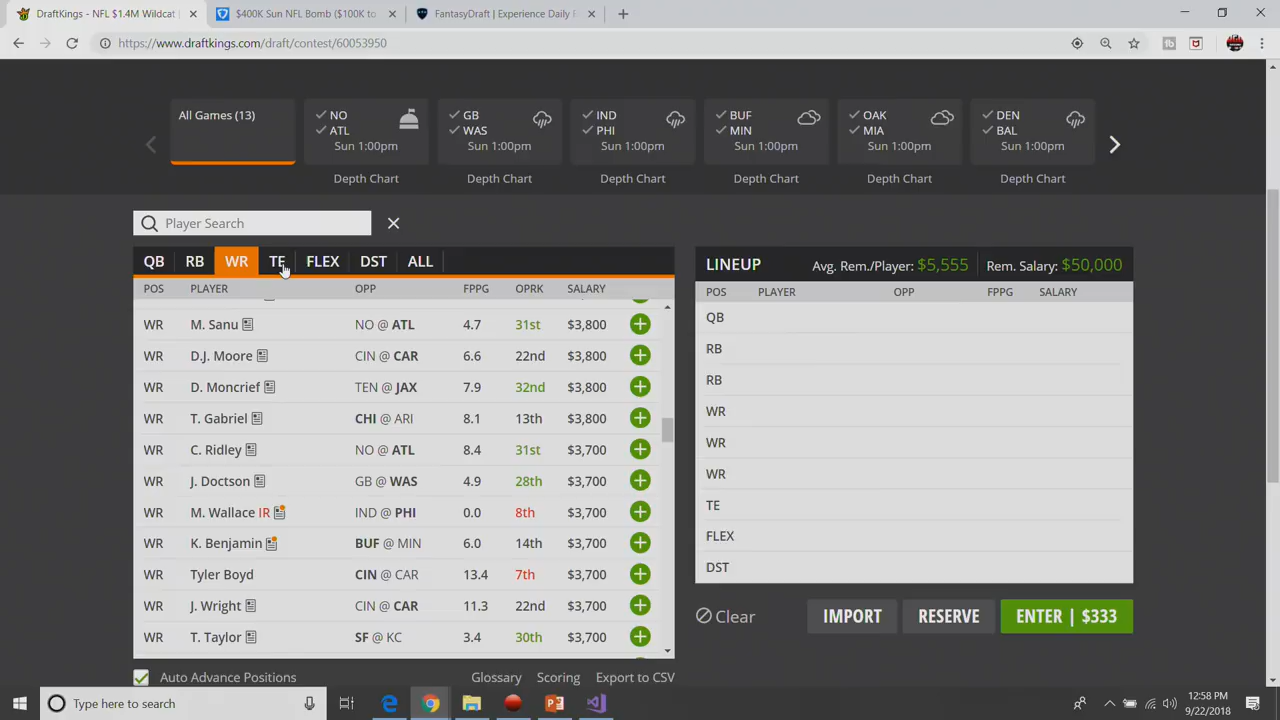 DraftKings - NFL $1.4M Wildcat
$400K Sun NFL Bomb ($100K to
FantasyDraft | Experience Daily
https://www.draftkings.com/draft/contest/60053950
All Games (13)
NO
ATL
Sun 1:00pm
Depth Chart
GB
WAS
Sun 1:00pm
Depth Chart
IND
PHI
Sun 1:00pm
Depth Chart
BUF
MIN
Sun 1:00pm
Depth Chart
OAK
MIA
Sun 1:00pm
Depth Chart
DEN
BAL
Sun 1:00pm
Depth Chart
Player Search
QB RB WR TE FLEX DST ALL
POS PLAYER OPP FPPG OPRK SALARY
WR M. Sanu NO @ ATL 4.7 31st $3,800
WR D.J. Moore CIN @ CAR 6.6 22nd $3,800
WR D. Moncrief TEN @ JAX 7.9 32nd $3,800
WR T. Gabriel CHI @ ARI 8.1 13th $3,800
WR C. Ridley NO @ ATL 8.4 31st $3,700
WR J. Doctson GB @ WAS 4.9 28th $3,700
WR M. Wallace IR IND @ PHI 0.0 8th $3,700
WR K. Benjamin BUF @ MIN 6.0 14th $3,700
WR Tyler Boyd CIN @ CAR 13.4 7th $3,700
WR J. Wright CIN @ CAR 11.3 22nd $3,700
WR T. Taylor SF @ KC 3.4 30th $3,700
Auto Advance Positions
Glossary Scoring Export to CSV
LINEUP Avg. Rem./Player: $5,555 Rem. Salary: $50,000
POS PLAYER OPP FPPG SALARY
QB
RB
RB
WR
WR
WR
TE
FLEX
DST
Clear IMPORT RESERVE ENTER | $333
Type here to search
12:58 PM
9/22/2018